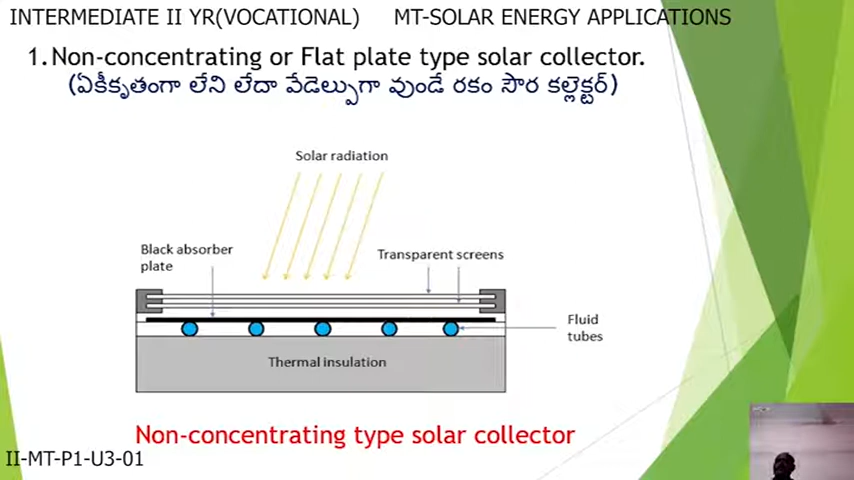 INTERMEDIATE II YR(VOCATIONAL) MT-SOLAR ENERGY APPLICATIONS
1. Non-concentrating or Flat plate type solar collector.
(ఏకీకృతంగా లేని లేదా వేడెల్పుగా వుండే రకం సౌర కల్లెక్టర్)
Solar radiation
Black absorber
plate
Transparent screens
Fluid
tubes
Thermal insulation
Non-concentrating type solar collector
II-MT-P1-U3-01